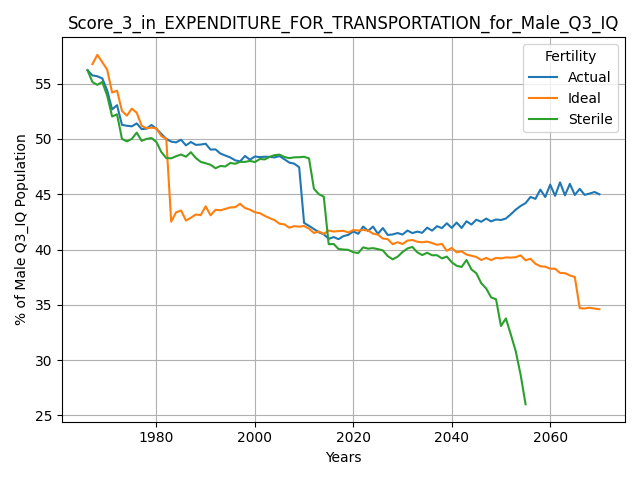 Score_3_in_EXPENDITURE_FOR_TRANSPORTATION_for_Male_Q3_IQ
Fertility
Actual
Ideal
Sterile
% of Male Q3_IQ Population
55
50
45
40
35
30
25
1980
2000
2020
2040
2060
Years